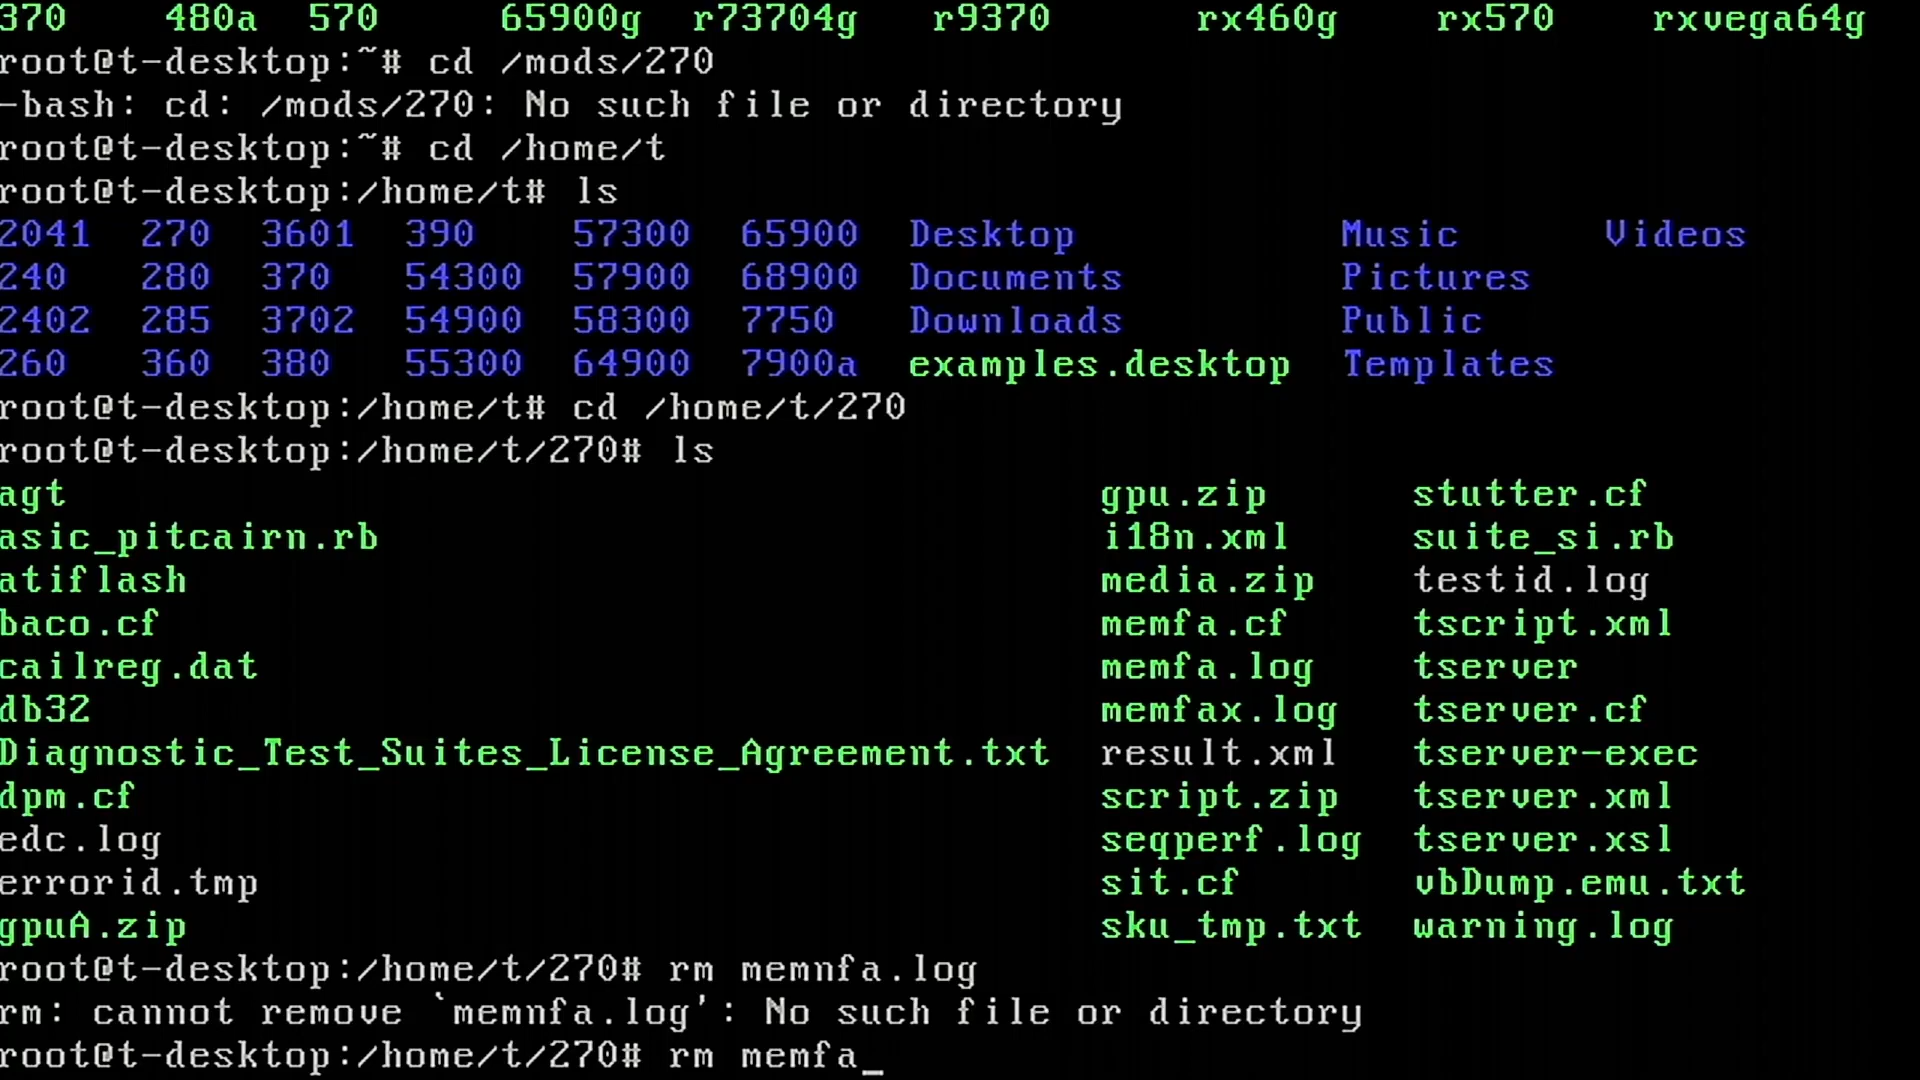 370    480a  570     65900g  r73704g   r9370      rx460g    rx570    rxvega64g
root@t-desktop:~# cd /mods/270
-bash: cd: /mods/270: No such file or directory
root@t-desktop:~# cd /home/t
root@t-desktop:/home/t# ls
2041  270  3601  390    57300  65900  Desktop           Music      Videos
240   280  370   54300  57900  68900  Documents         Pictures
2402  285  3702  54900  58300  7750   Downloads         Public
260   360  380   55300  64900  7900a  examples.desktop  Templates
root@t-desktop:/home/t# cd /home/t/270
root@t-desktop:/home/t/270# ls
agt                                           gpu.zip      stutter.cf
asic_pitcairn.rb                              i18n.xml     suite_si.rb
atiflash                                      media.zip    testid.log
baco.cf                                       memfa.cf     tscript.xml
cailreg.dat                                   memfa.log    tserver
db32                                          memfax.log   tserver.cf
Diagnostic_Test_Suites_License_Agreement.txt  result.xml   tserver-exec
dpm.cf                                        script.zip   tserver.xml
edc.log                                       seqperf.log  tserver.xsl
errorid.tmp                                   sit.cf       vbDump.emu.txt
gpuA.zip                                      sku_tmp.txt  warning.log
root@t-desktop:/home/t/270# rm memnfa.log
rm: cannot remove `memnfa.log': No such file or directory
root@t-desktop:/home/t/270# rm memfa_